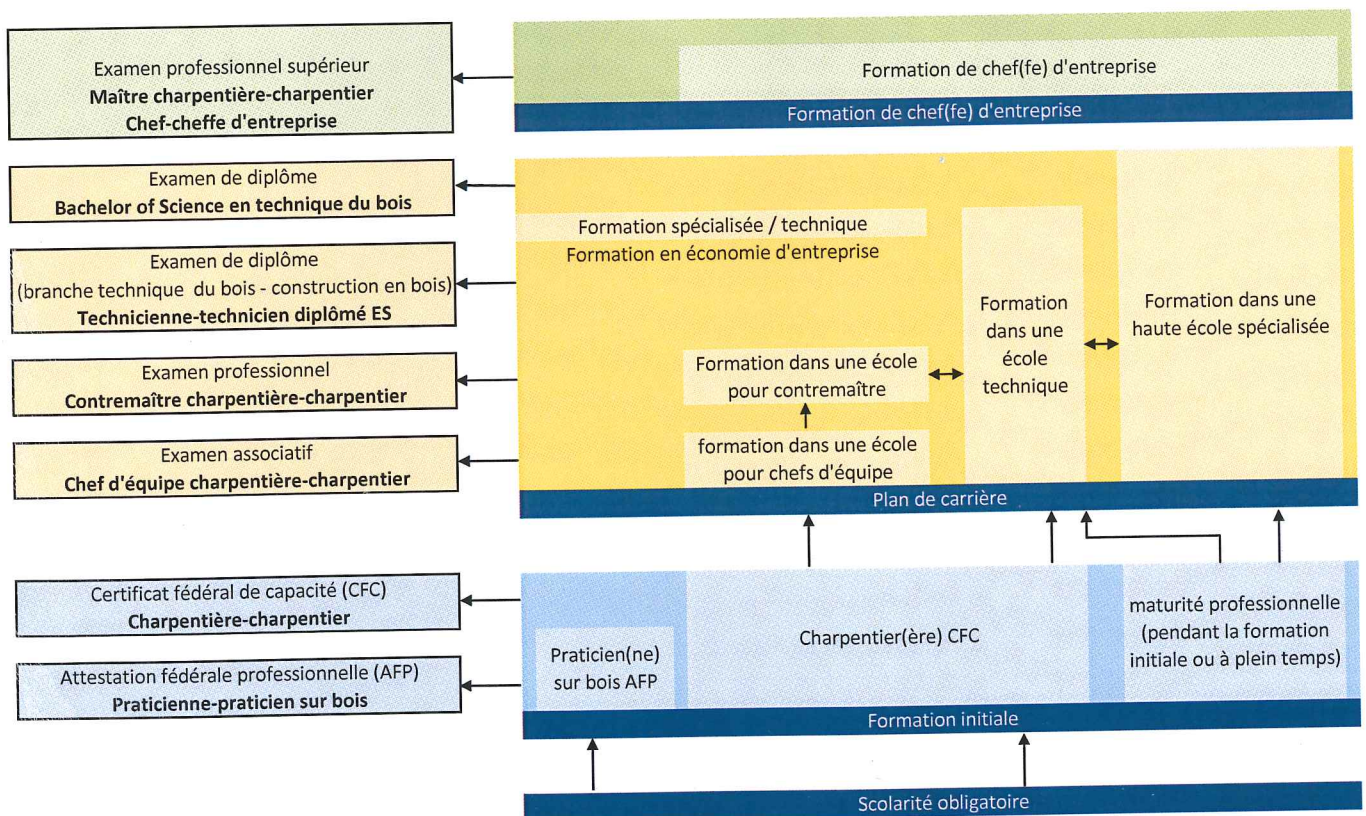 Examen professionnel supérieur
Maître charpentière-charpentier
Chef-cheffe d'entreprise
Formation de chef(fe) d'entreprise
Formation de chef(fe) d'entreprise
Examen de diplôme
Bachelor of Science en technique du bois
Examen de diplôme
(branche technique du bois - construction en bois)
Technicienne-technicien diplômé ES
Examen professionnel
Contremaître charpentière-charpentier
Examen associatif
Chef d'équipe charpentière-charpentier
Formation spécialisée / technique
Formation en économie d'entreprise
Formation dans une école
pour contremaître
formation dans une école
pour chefs d'équipe
Formation
dans une
école
technique
Formation dans une
haute école spécialisée
Plan de carrière
Certificat fédéral de capacité (CFC)
Charpentière-charpentier
Attestation fédérale professionnelle (AFP)
Praticienne-praticien sur bois
Praticien(ne)
sur bois AFP
Charpentier(ère) CFC
maturité professionnelle
(pendant la formation
initiale ou à plein temps)
Formation initiale
Scolarité obligatoire